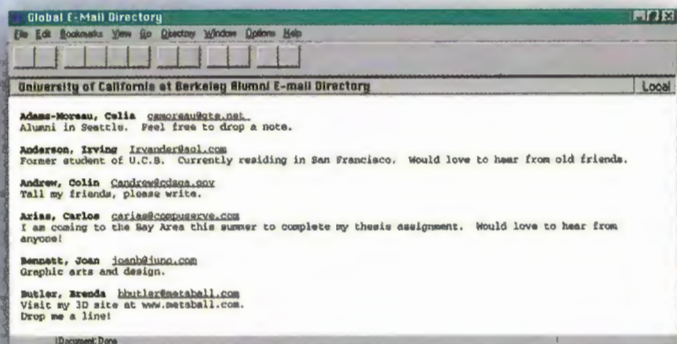 Global E-Mail Directory
File Edit Bookmarks View Go Directory Window Options Help
University of California at Berkeley Alumni E-mail Directory Local
Adams-Moreau, Celia camoreau@gte.net
Alumni in Seattle. Feel free to drop a note.
Anderson, Irving Irvander@aol.com
Former student of U.C.B. Currently residing in San Francisco. Would love to hear from old friends.
Andrew, Colin
Tell my friends, please write.
Arias, Carlos carias@compuserve.com
I am coming to the Bay Area this summer to complete my thesis assignment. Would love to hear from
anyone!
Bennett, Joan joanb@juno.com
Graphic arts and design.
Butler, Brenda bbutler@metaball.com
Visit my 3D site at www.metaball.com.
Drop me a line!
Document: Done